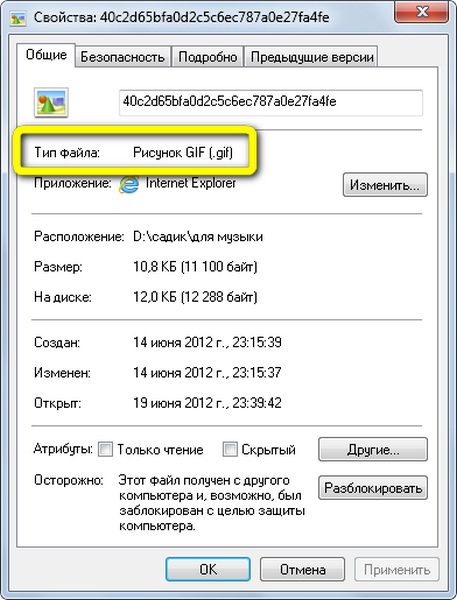 Свойства: 40c2d65bfa0d2c5c6ec787a0e27fa4fe
Общие Безопасность Подробно Предыдущие версии
40c2d65bfa0d2c5c6ec787a0e27fa4fe
Тип файла: Рисунок GIF (.gif)
Приложение: Internet Explorer Изменить...
Расположение: D:\садик\для музыки
Размер: 10,8 КБ (11 100 байт)
На диске: 12,0 КБ (12 288 байт)
Создан: 14 июня 2012 г., 23:15:39
Изменен: 14 июня 2012 г., 23:15:37
Открыт: 19 июня 2012 г., 23:39:42
Атрибуты: Только чтение Скрытый Другие...
Осторожно: Этот файл получен с другого
компьютера и, возможно, был
заблокирован с целью защиты
компьютера.
Разблокировать
OK Отмена Применить